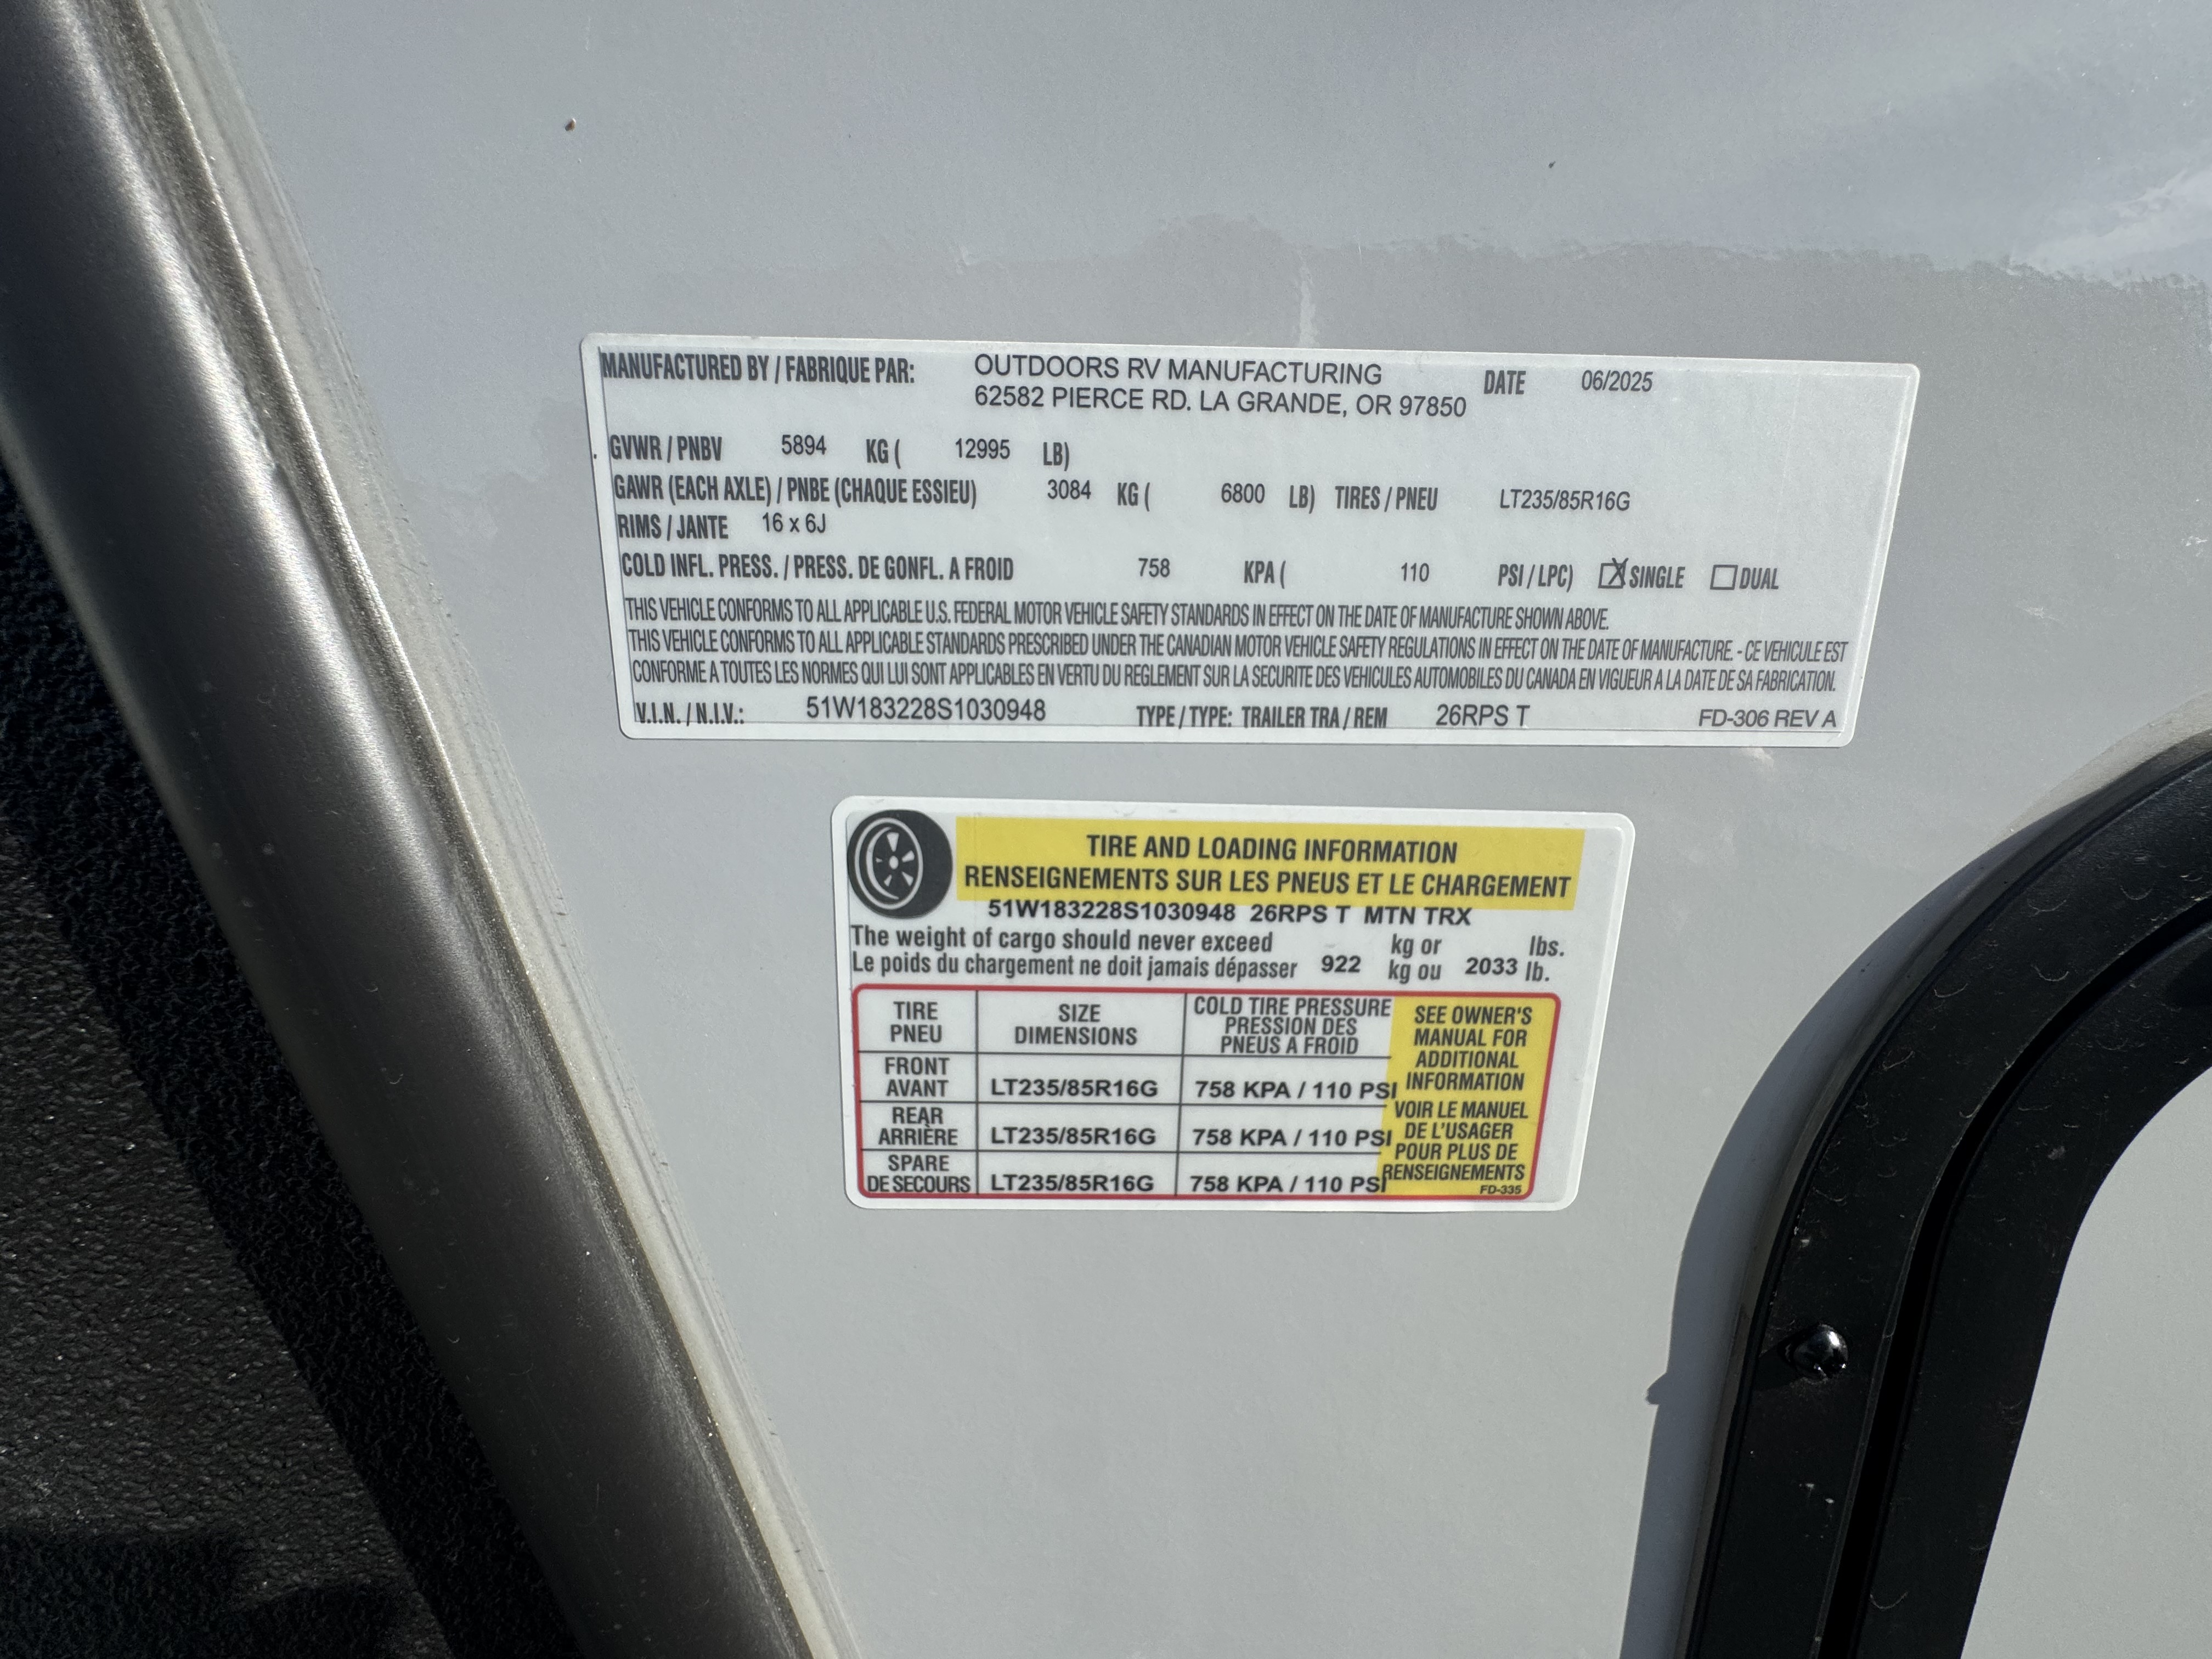 MANUFACTURED BY / FABRIQUE PAR: OUTDOORS RV MANUFACTURING DATE 06/2025
62582 PIERCE RD. LA GRANDE, OR 97850
GVWR / PNBV 5894 KG ( 12995 LB)
GAWR (EACH AXLE) / PNBE (CHAQUE ESSIEU) 3084 KG ( 6800 LB) TIRES / PNEU LT235/85R16G
RIMS / JANTE 16 x 6J
COLD INFL. PRESS. / PRESS. DE GONFL. A FROID 758 KPA ( 110 PSI / LPC) ☒ SINGLE ☐ DUAL
THIS VEHICLE CONFORMS TO ALL APPLICABLE U.S. FEDERAL MOTOR VEHICLE SAFETY STANDARDS IN EFFECT ON THE DATE OF MANUFACTURE SHOWN ABOVE.
THIS VEHICLE CONFORMS TO ALL APPLICABLE STANDARDS PRESCRIBED UNDER THE CANADIAN MOTOR VEHICLE SAFETY REGULATIONS IN EFFECT ON THE DATE OF MANUFACTURE. - CE VEHICULE EST
CONFORME A TOUTES LES NORMES QUI LUI SONT APPLICABLES EN VERTU DU REGLEMENT SUR LA SECURITE DES VEHICULES AUTOMOBILES DU CANADA EN VIGUEUR A LA DATE DE SA FABRICATION.
V.I.N. / N.I.V.: 51W183228S1030948 TYPE / TYPE: TRAILER TRA / REM 26RPS T FD-306 REV A
TIRE AND LOADING INFORMATION
RENSEIGNEMENTS SUR LES PNEUS ET LE CHARGEMENT
51W183228S1030948 26RPS T MTN TRX
The weight of cargo should never exceed kg or lbs.
Le poids du chargement ne doit jamais dépasser 922 kg ou 2033 lb.
TIRE
PNEU
SIZE
DIMENSIONS
COLD TIRE PRESSURE
PRESSION DES
PNEUS A FROID
FRONT
AVANT
LT235/85R16G
758 KPA / 110 PSI
REAR
ARRIÈRE
LT235/85R16G
758 KPA / 110 PSI
SPARE
DE SECOURS
LT235/85R16G
758 KPA / 110 PSI
SEE OWNER'S
MANUAL FOR
ADDITIONAL
INFORMATION
VOIR LE MANUEL
DE L'USAGER
POUR PLUS DE
RENSEIGNEMENTS
FD-335